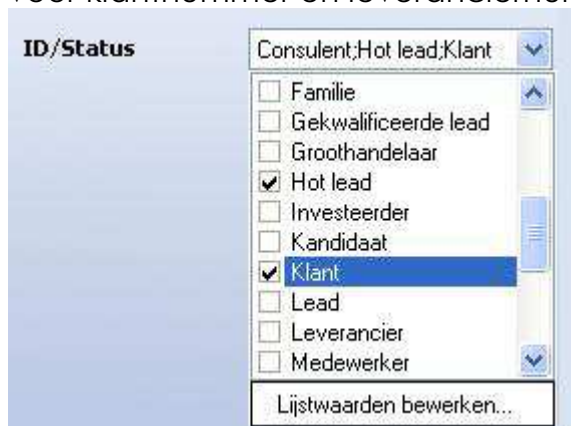 ID/Status Consulent;Hot lead;Klant
Familie
Gekwalificeerde lead
Groothandelaar
Hot lead
Investeerder
Kandidaat
Klant
Lead
Leverancier
Medewerker
Lijstwaarden bewerken...